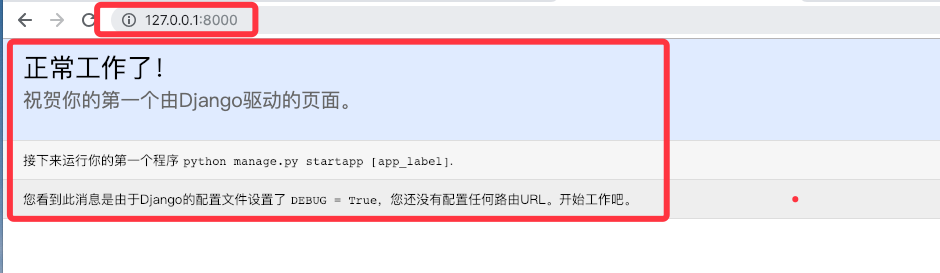 127.0.0.1:8000
正常工作了！
祝贺你的第一个由Django驱动的页面。
接下来运行你的第一个程序 python manage.py startapp [app_label].
您看到此消息是由于Django的配置文件设置了 DEBUG = True，您还没有配置任何路由URL。开始工作吧。